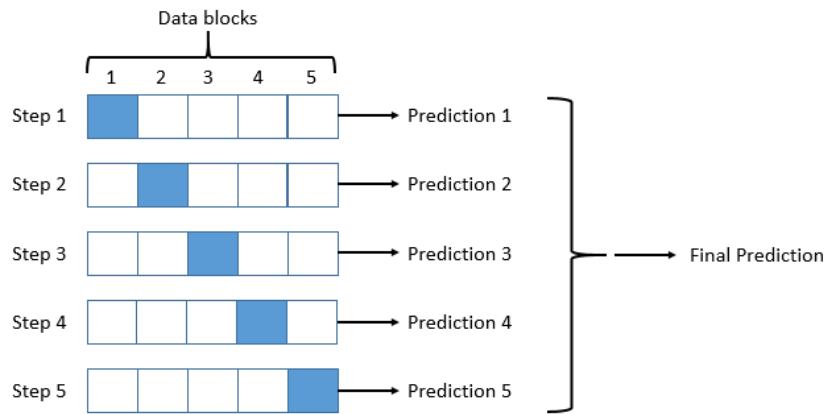 Data blocks
1 2 3 4 5
Step 1 Prediction 1
Step 2 Prediction 2
Step 3 Prediction 3
Final Prediction
Step 4 Prediction 4
Step 5 Prediction 5